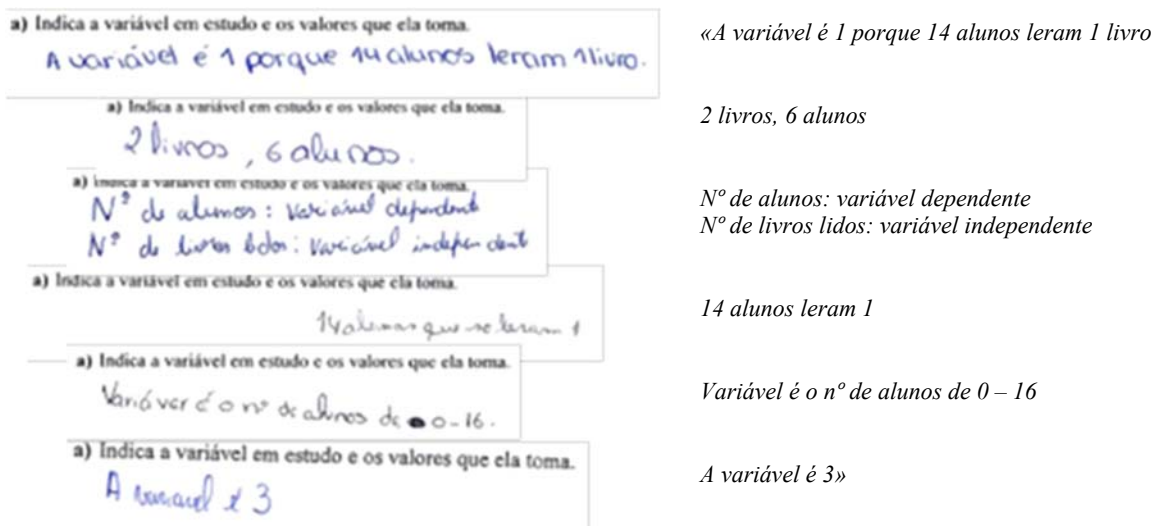 a) Indica a variável em estudo e os valores que ela toma.
A variável é 1 porque 14 alunos leram 1 livro.
«A variável é 1 porque 14 alunos leram 1 livro
a) Indica a variável em estudo e os valores que ela toma.
2 livros, 6 alunos.
2 livros, 6 alunos
a) Indica a variável em estudo e os valores que ela toma.
Nº de alunos: variável dependent
Nº de livros lidos: variável independent
Nº de alunos: variável dependente
Nº de livros lidos: variável independente
a) Indica a variável em estudo e os valores que ela toma.
14 alunos que leram 1
14 alunos leram 1
a) Indica a variável em estudo e os valores que ela toma.
Variável é o nº de alunos de 0-16.
Variável é o nº de alunos de 0 – 16
a) Indica a variável em estudo e os valores que ela toma.
A variavel é 3
A variável é 3»